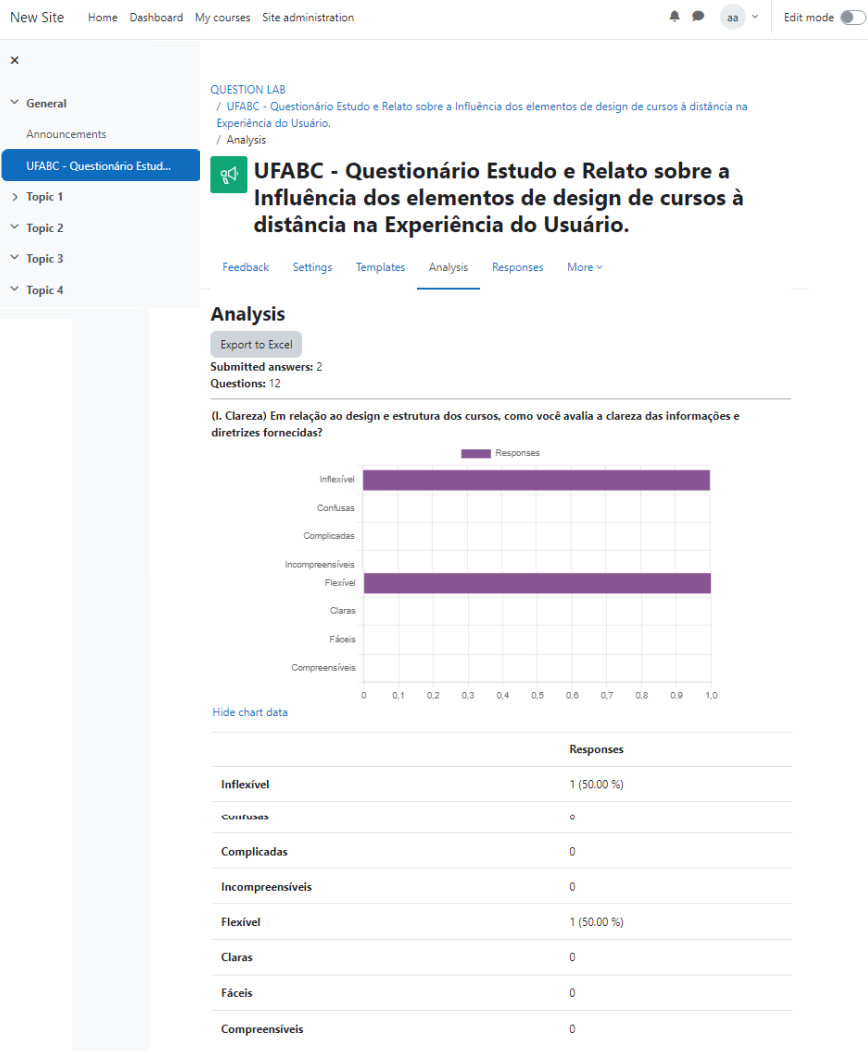 New Site Home Dashboard My courses Site administration aa Edit mode
General
Announcements
UFABC - Questionário Estud...
Topic 1
Topic 2
Topic 3
Topic 4
QUESTION LAB
/ UFABC - Questionário Estudo e Relato sobre a Influência dos elementos de design de cursos à distância na
Experiência do Usuário.
/ Analysis
UFABC - Questionário Estudo e Relato sobre a
Influência dos elementos de design de cursos à
distância na Experiência do Usuário.
Feedback Settings Templates Analysis Responses More
Analysis
Export to Excel
Submitted answers: 2
Questions: 12
(I. Clareza) Em relação ao design e estrutura dos cursos, como você avalia a clareza das informações e
diretrizes fornecidas?
Responses
Inflexível
Confusas
Complicadas
Incompreensíveis
Flexível
Claras
Fáceis
Compreensíveis
0 0,1 0,2 0,3 0,4 0,5 0,6 0,7 0,8 0,9 1,0
Hide chart data
Responses
Inflexível 1 (50.00 %)
Confusas 0
Complicadas 0
Incompreensíveis 0
Flexível 1 (50.00 %)
Claras 0
Fáceis 0
Compreensíveis 0